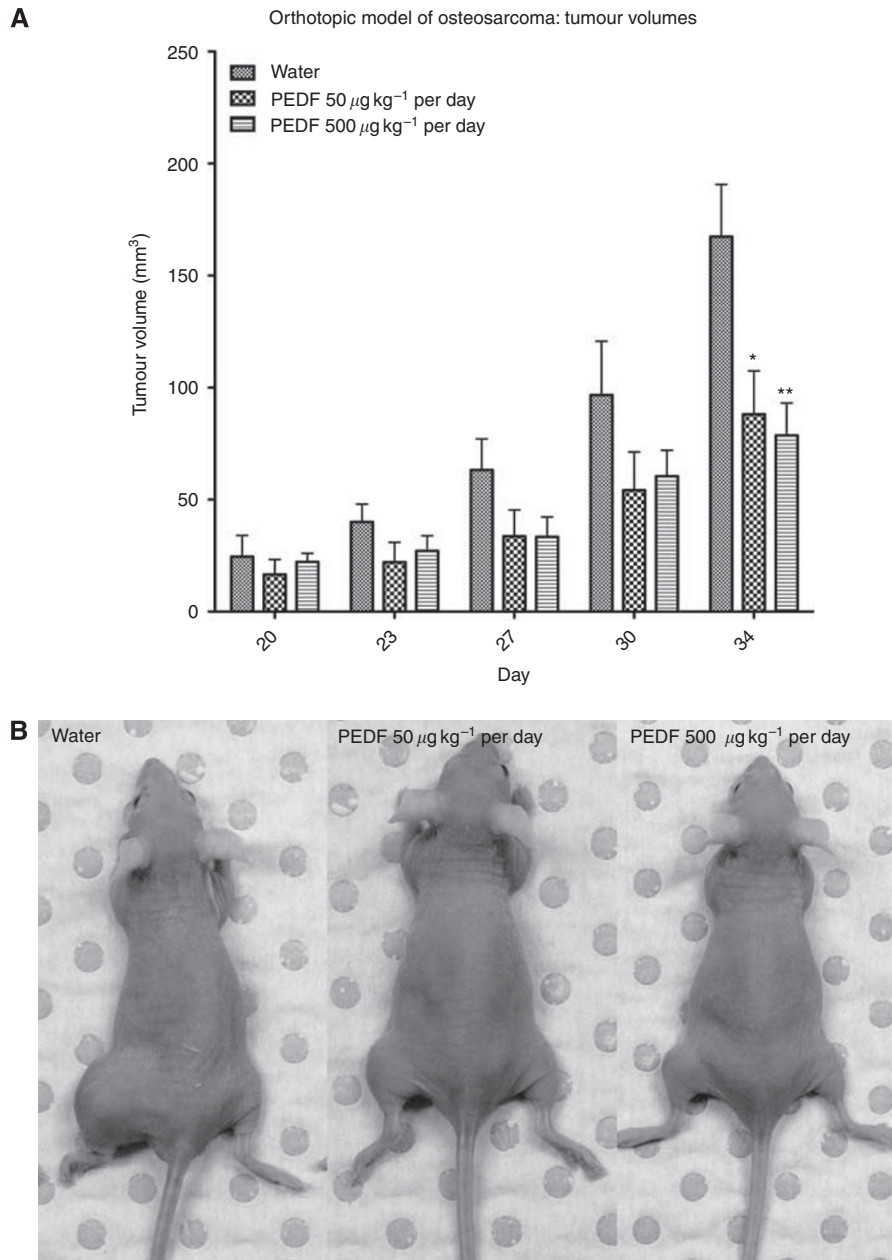 A
Orthotopic model of osteosarcoma: tumour volumes
250
200
150
100
50
0
Tumour volume (mm³)
Water
PEDF 50 μg kg⁻¹ per day
PEDF 500 μg kg⁻¹ per day
*
**
20
23
27
30
34
Day
B
Water
PEDF 50 μg kg⁻¹ per day
PEDF 500 μg kg⁻¹ per day